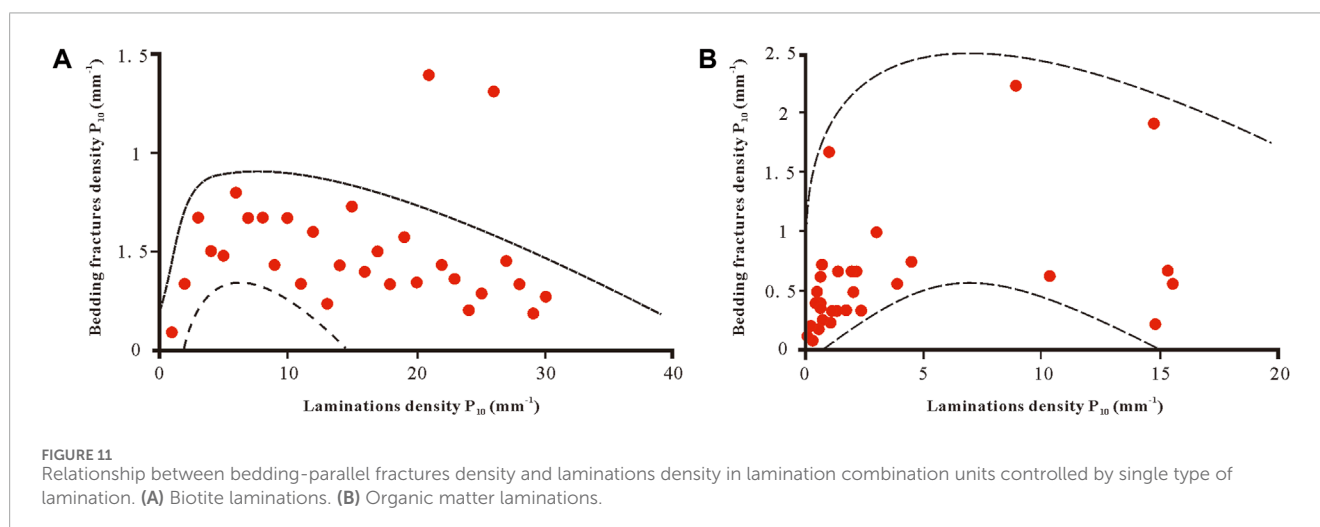 A
Bedding fractures density P10 (mm-1)
1. 5
1
1. 5
0
0
10
20
30
40
Laminations density P10 (mm-1)
B
Bedding fractures density P10 (mm-1)
2. 5
2
1. 5
1
0. 5
0
0
5
10
15
20
Laminations density P10 (mm-1)
FIGURE 11
Relationship between bedding-parallel fractures density and laminations density in lamination combination units controlled by single type of
lamination. (A) Biotite laminations. (B) Organic matter laminations.